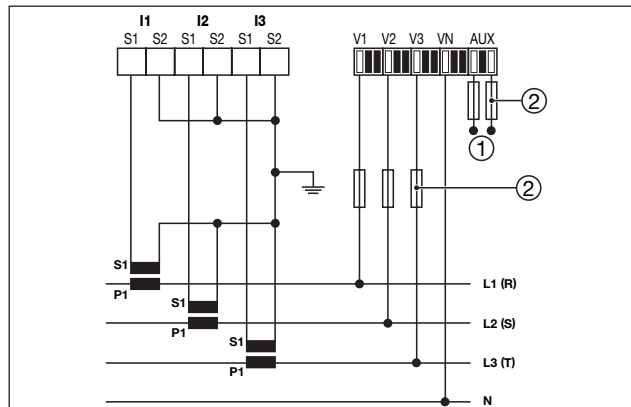 I1 I2 I3
S1 S2 S1 S2 S1 S2
V1 V2 V3 VN AUX
2
1
2
S1
P1
L1 (R)
S1
P1
L2 (S)
S1
P1
L3 (T)
N